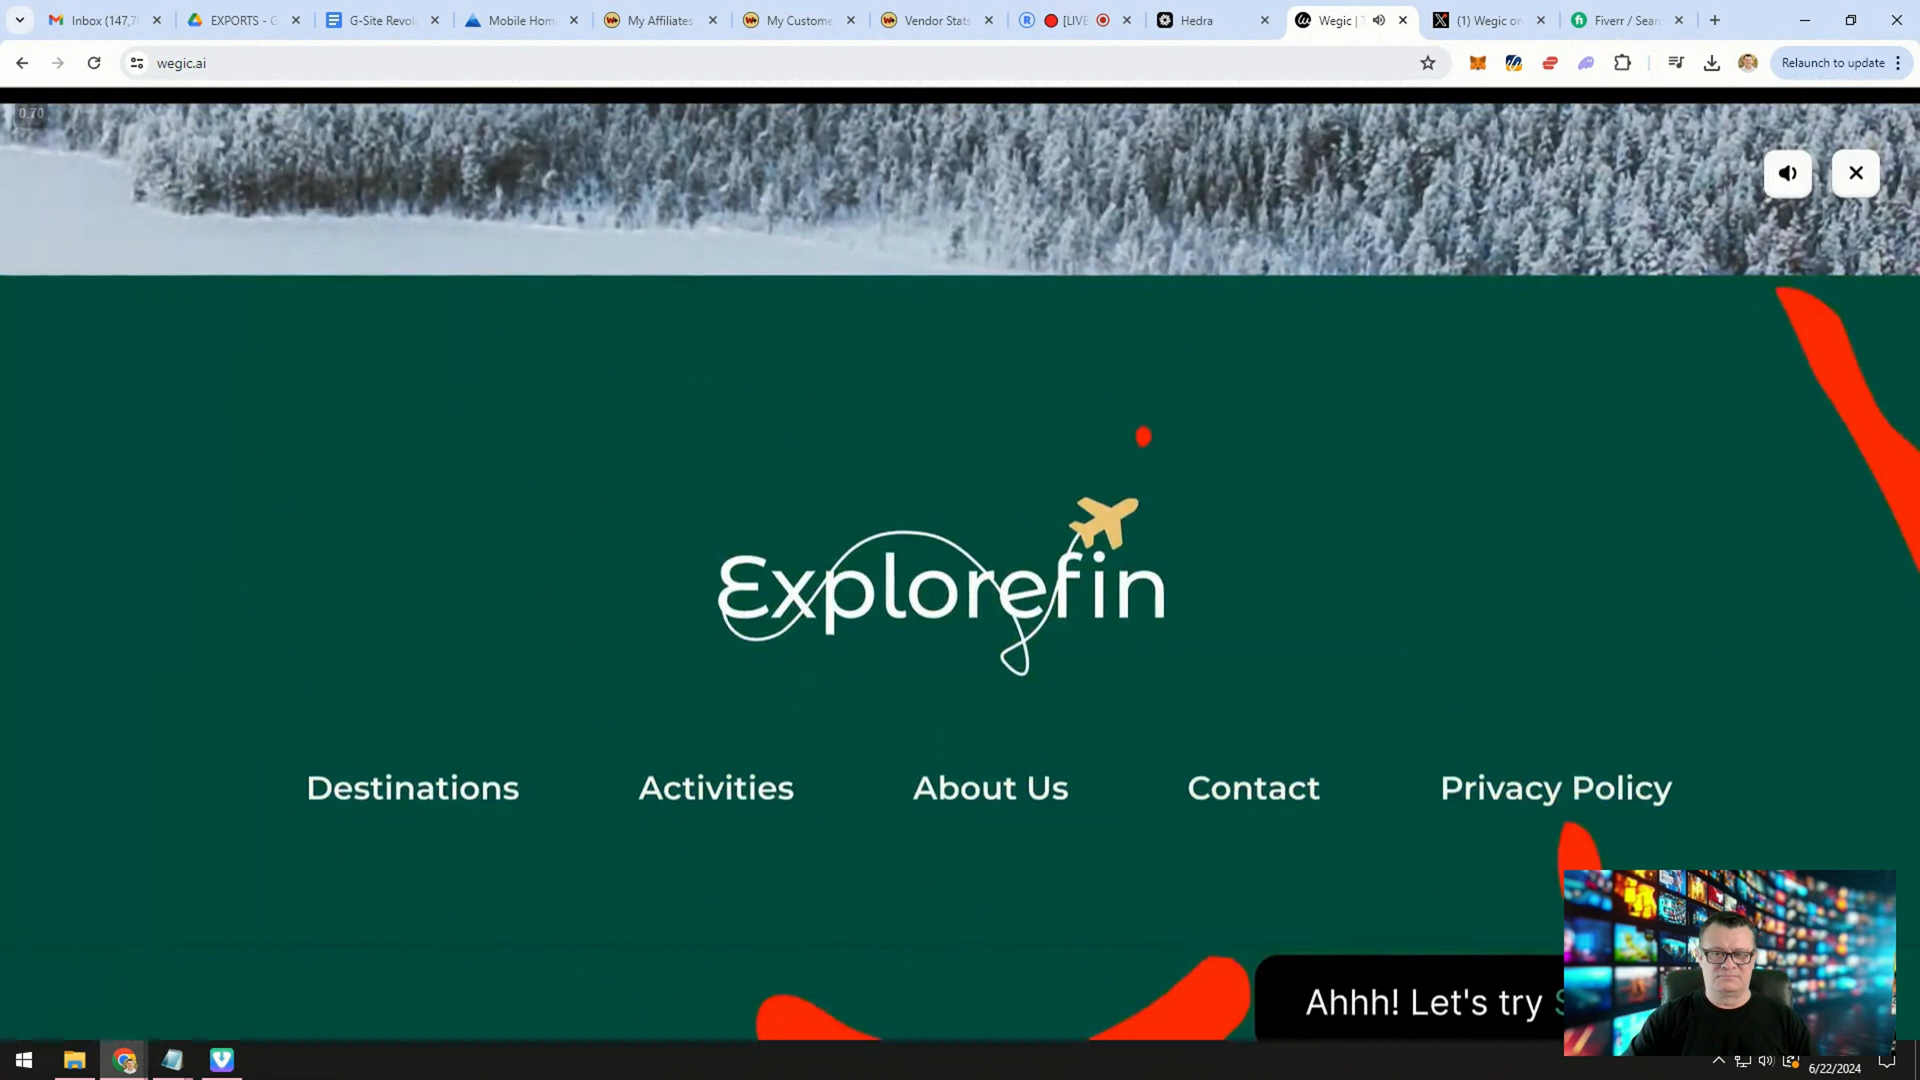 Inbox (147,7
EXPORTS - G
G-Site Revol
Mobile Hom
My Affiliates
My Custome
Vendor Stats
[LIVE
Hedra
Wegic | T
(1) Wegic on
Fiverr / Sear
wegic.ai
Relaunch to update
0.70
Explorefin
Destinations
Activities
About Us
Contact
Privacy Policy
Ahhh! Let's try
6/22/2024